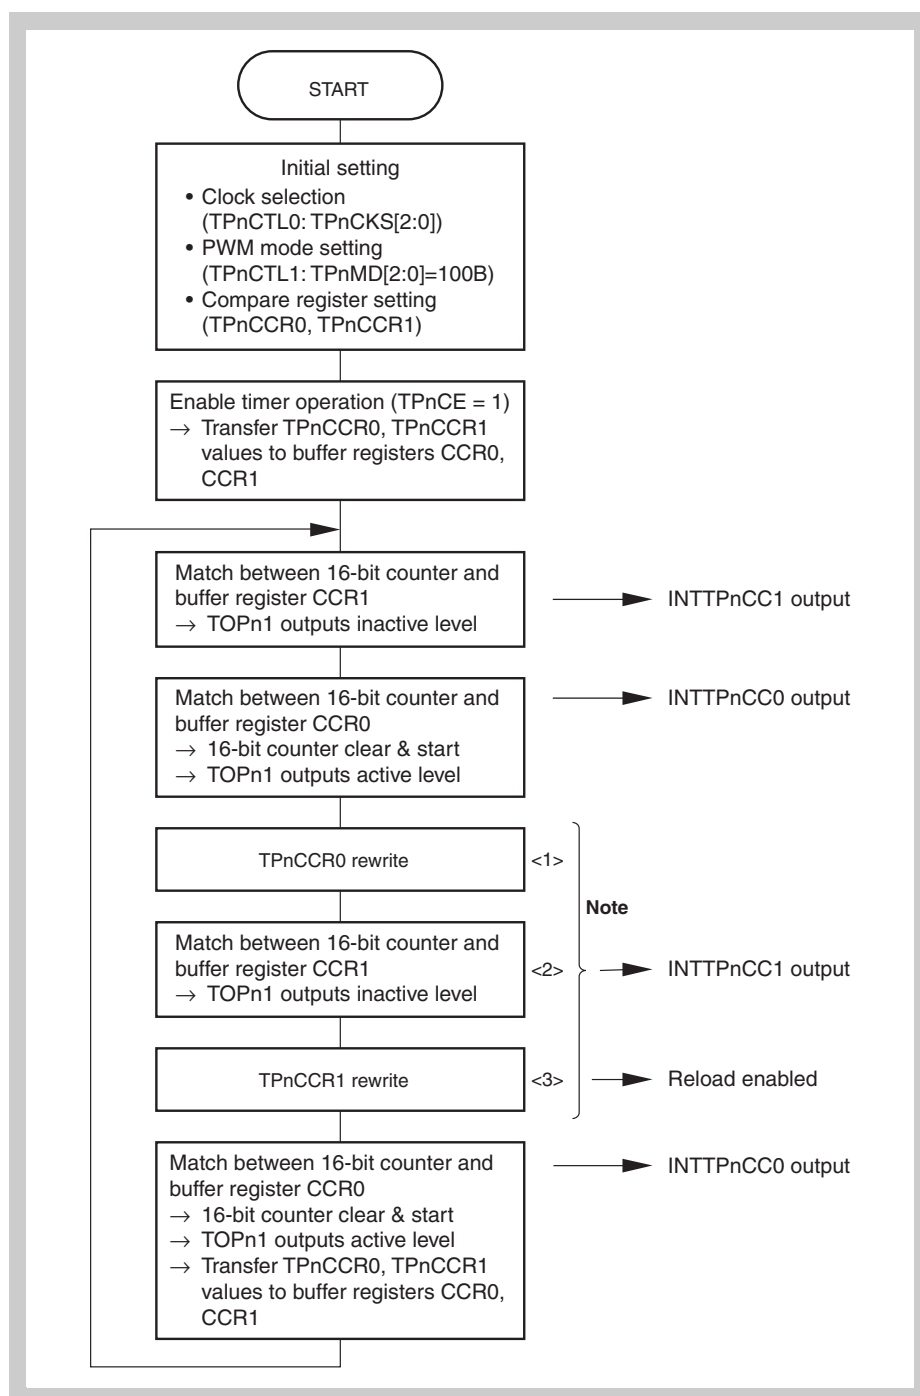 START
Initial setting
• Clock selection
(TPnCTL0: TPnCKS[2:0])
• PWM mode setting
(TPnCTL1: TPnMD[2:0]=100B)
• Compare register setting
(TPnCCR0, TPnCCR1)
Enable timer operation (TPnCE = 1)
→ Transfer TPnCCR0, TPnCCR1
values to buffer registers CCR0,
CCR1
Match between 16-bit counter and
buffer register CCR1
→ TOPn1 outputs inactive level
INTTPnCC1 output
Match between 16-bit counter and
buffer register CCR0
→ 16-bit counter clear & start
→ TOPn1 outputs active level
INTTPnCC0 output
TPnCCR0 rewrite
<1>
Note
Match between 16-bit counter and
buffer register CCR1
→ TOPn1 outputs inactive level
<2>
INTTPnCC1 output
TPnCCR1 rewrite
<3>
Reload enabled
Match between 16-bit counter and
buffer register CCR0
→ 16-bit counter clear & start
→ TOPn1 outputs active level
→ Transfer TPnCCR0, TPnCCR1
values to buffer registers CCR0,
CCR1
INTTPnCC0 output